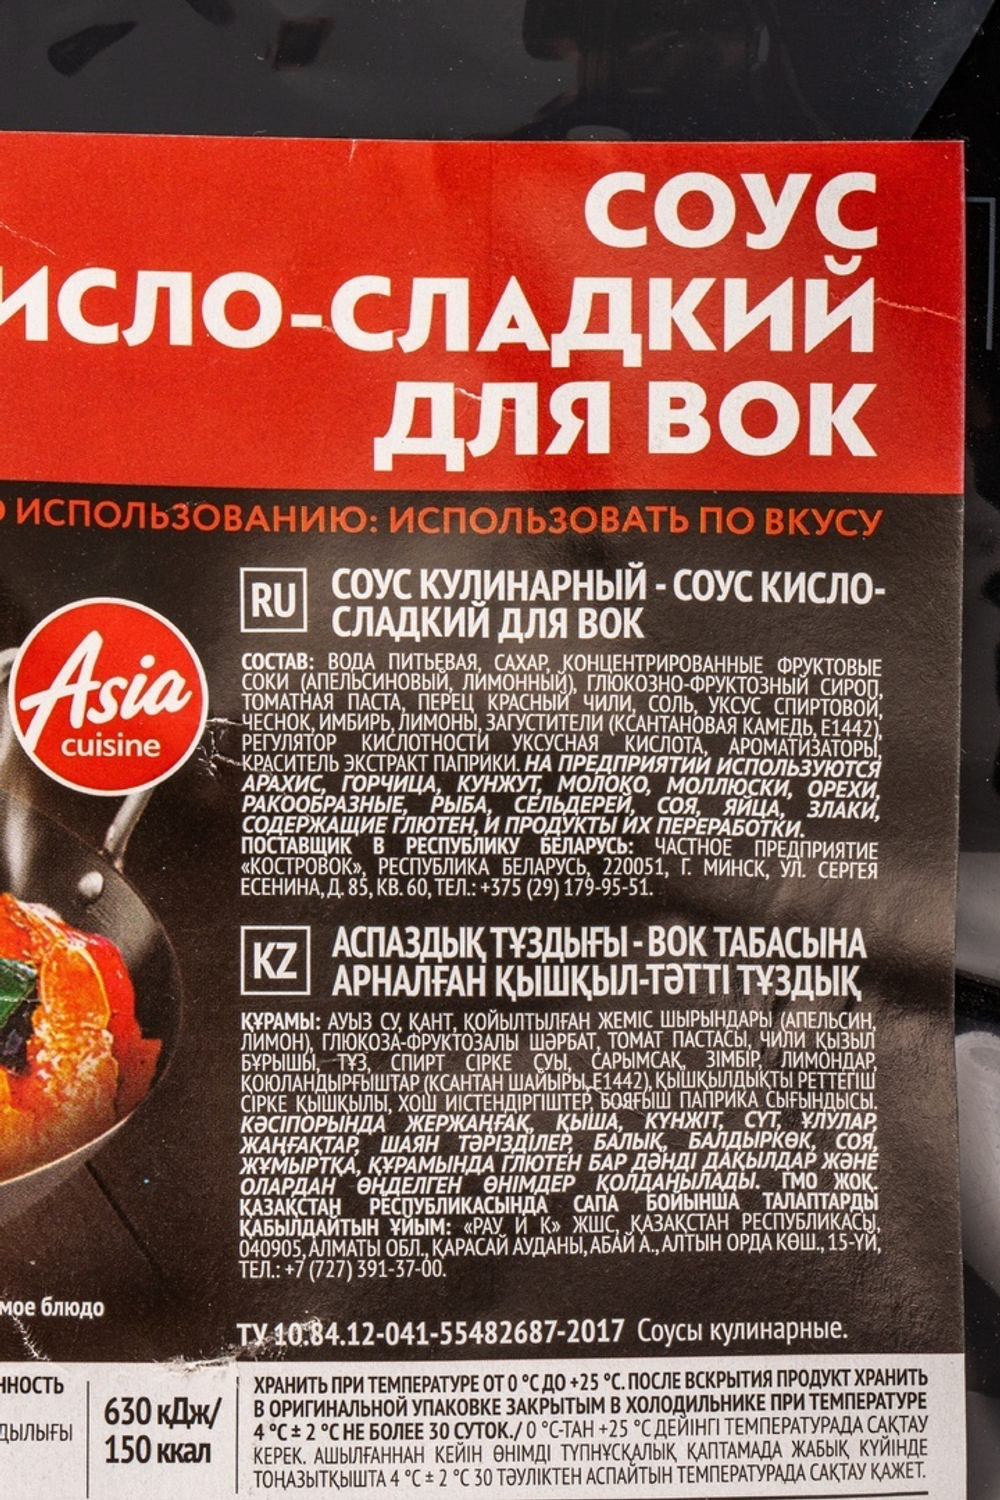 СОУС
ИСЛО-СЛАДКИЙ
ДЛЯ ВОК
О ИСПОЛЬЗОВАНИЮ: ИСПОЛЬЗОВАТЬ ПО ВКУСУ
Asia
cuisine
RU
СОУС КУЛИНАРНЫЙ - СОУС КИСЛО-
СЛАДКИЙ ДЛЯ ВОК
СОСТАВ: ВОДА ПИТЬЕВАЯ, САХАР, КОНЦЕНТРИРОВАННЫЕ ФРУКТОВЫЕ
СОКИ (АПЕЛЬСИНОВЫЙ, ЛИМОННЫЙ), ГЛЮКОЗНО-ФРУКТОЗНЫЙ СИРОП,
ТОМАТНАЯ ПАСТА, ПЕРЕЦ КРАСНЫЙ ЧИЛИ, СОЛЬ, УКСУС СПИРТОВОЙ,
ЧЕСНОК, ИМБИРЬ, ЛИМОНЫ, ЗАГУСТИТЕЛИ (КСАНТАНОВАЯ КАМЕДЬ, Е1442),
РЕГУЛЯТОР КИСЛОТНОСТИ УКСУСНАЯ КИСЛОТА, АРОМАТИЗАТОРЫ,
КРАСИТЕЛЬ ЭКСТРАКТ ПАПРИКИ. НА ПРЕДПРИЯТИИ ИСПОЛЬЗУЮТСЯ
АРАХИС, ГОРЧИЦА, КУНЖУТ, МОЛОКО, МОЛЛЮСКИ, ОРЕХИ,
РАКООБРАЗНЫЕ, РЫБА, СЕЛЬДЕРЕЙ, СОЯ, ЯЙЦА, ЗЛАКИ,
СОДЕРЖАЩИЕ ГЛЮТЕН, И ПРОДУКТЫ ИХ ПЕРЕРАБОТКИ.
ПОСТАВЩИК В РЕСПУБЛИКУ БЕЛАРУСЬ: ЧАСТНОЕ ПРЕДПРИЯТИЕ
«КОСТРОВОК», РЕСПУБЛИКА БЕЛАРУСЬ, 220051, Г. МИНСК, УЛ. СЕРГЕЯ
ЕСЕНИНА, Д. 85, КВ. 60, ТЕЛ.: +375 (29) 179-95-51.
KZ
АСПАЗДЫҚ ТҰЗДЫҒЫ - ВОК ТАБАСЫНА
АРНАЛҒАН ҚЫШҚЫЛ-ТӘТТІ ТҰЗДЫҚ
ҚҰРАМЫ: АУЫЗ СУ, ҚАНТ, ҚОЙЫЛТЫЛҒАН ЖЕМІС ШЫРЫНДАРЫ (АПЕЛЬСИН,
ЛИМОН), ГЛЮКОЗА-ФРУКТОЗАЛЫ ШӘРБАТ, ТОМАТ ПАСТАСЫ, ЧИЛИ ҚЫЗЫЛ
БҰРЫШЫ, ТҰЗ, СПИРТ СІРКЕ СУЫ, САРЫМСАҚ, ЗІМБІР, ЛИМОНДАР,
ҚОЮЛАНДЫРҒЫШТАР (КСАНТАН ШАЙЫРЫ, Е1442), ҚЫШҚЫЛДЫҚТЫ РЕТТЕГІШ
СІРКЕ ҚЫШҚЫЛЫ, ХОШ ИІСТЕНДІРГІШТЕР, БОЯҒЫШ ПАПРИКА СЫҒЫНДЫСЫ.
КӘСІПОРЫНДА ЖЕРЖАҢҒАҚ, ҚЫША, КҮНЖІТ, СҮТ, ҰЛУЛАР,
ЖАҢҒАҚТАР, ШАЯН ТӘРІЗДІЛЕР, БАЛЫҚ, БАЛДЫРКӨК, СОЯ,
ЖҰМЫРТҚА, ҚҰРАМЫНДА ГЛЮТЕН БАР ДӘНДІ ДАҚЫЛДАР ЖӘНЕ
ОЛАРДАН ӨҢДЕЛГЕН ӨНІМДЕР ҚОЛДАНЫЛАДЫ. ГМО ЖОҚ.
ҚАЗАҚСТАН РЕСПУБЛИКАСЫНДА САПА БОЙЫНША ТАЛАПТАРДЫ
ҚАБЫЛДАЙТЫН ҰЙЫМ: «РАУ И К» ЖШС, ҚАЗАҚСТАН РЕСПУБЛИКАСЫ,
040905, АЛМАТЫ ОБЛ., ҚАРАСАЙ АУДАНЫ, АБАЙ А., АЛТЫН ОРДА КӨШ., 15-ҮЙ,
ТЕЛ.: +7 (727) 391-37-00.
мое блюдо
ТУ 10.84.12-041-55482687-2017 Соусы кулинарные.
ННОСТЬ
ДЫЛЫҒЫ
630 кДж/
150 ккал
ХРАНИТЬ ПРИ ТЕМПЕРАТУРЕ ОТ 0 °С ДО +25 °С. ПОСЛЕ ВСКРЫТИЯ ПРОДУКТ ХРАНИТЬ
В ОРИГИНАЛЬНОЙ УПАКОВКЕ ЗАКРЫТЫМ В ХОЛОДИЛЬНИКЕ ПРИ ТЕМПЕРАТУРЕ
4 °С ± 2 °С НЕ БОЛЕЕ 30 СУТОК./ 0 °С-ТАН +25 °С ДЕЙІНГІ ТЕМПЕРАТУРАДА САҚТАУ
КЕРЕК. АШЫЛҒАННАН КЕЙІН ӨНІМДІ ТҮПНҰСҚАЛЫҚ ҚАПТАМАДА ЖАБЫҚ КҮЙІНДЕ
ТОҢАЗЫТҚЫШТА 4 °С ± 2 °С 30 ТӘУЛІКТЕН АСПАЙТЫН ТЕМПЕРАТУРАДА САҚТАУ ҚАЖЕТ.